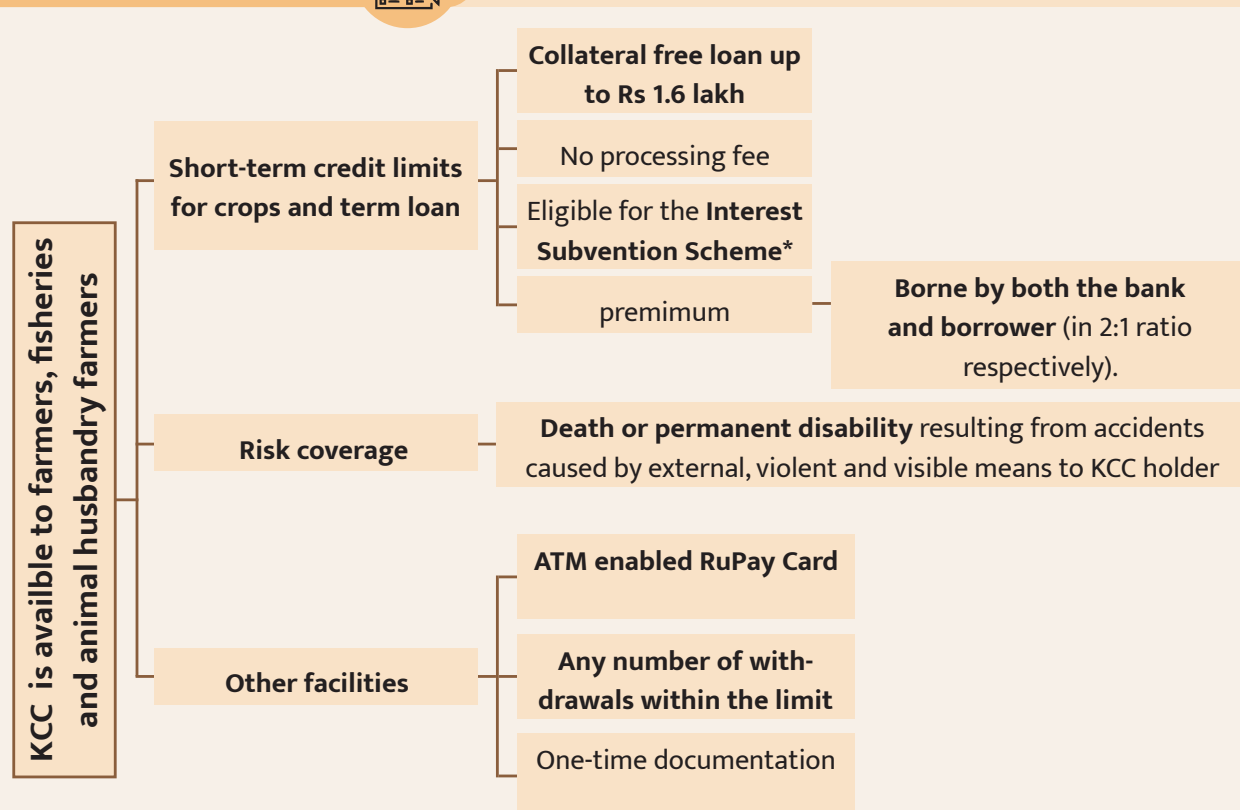 KCC is availble to farmers, fisheries
and animal husbandry farmers
Short-term credit limits
for crops and term loan
Collateral free loan up
to Rs 1.6 lakh
No processing fee
Eligible for the Interest
Subvention Scheme*
premimum
Borne by both the bank
and borrower (in 2:1 ratio
respectively).
Risk coverage
Death or permanent disability resulting from accidents
caused by external, violent and visible means to KCC holder
Other facilities
ATM enabled RuPay Card
Any number of with-
drawals within the limit
One-time documentation